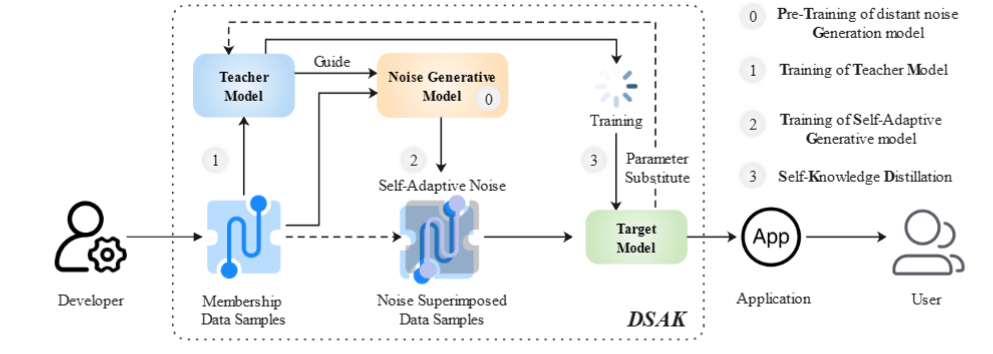 0
Pre-Training of distant noise
Generation model
1
Training of Teacher Model
2
Training of Self-Adaptive
Generative model
3
Self-Knowledge Distillation
Teacher
Model
Guide
Noise Generative
Model
0
Training
1
2
Self-Adaptive Noise
3
Parameter
Substitute
Target
Model
App
Developer
Membership
Data Samples
Noise Superimposed
Data Samples
DSAK
Application
User